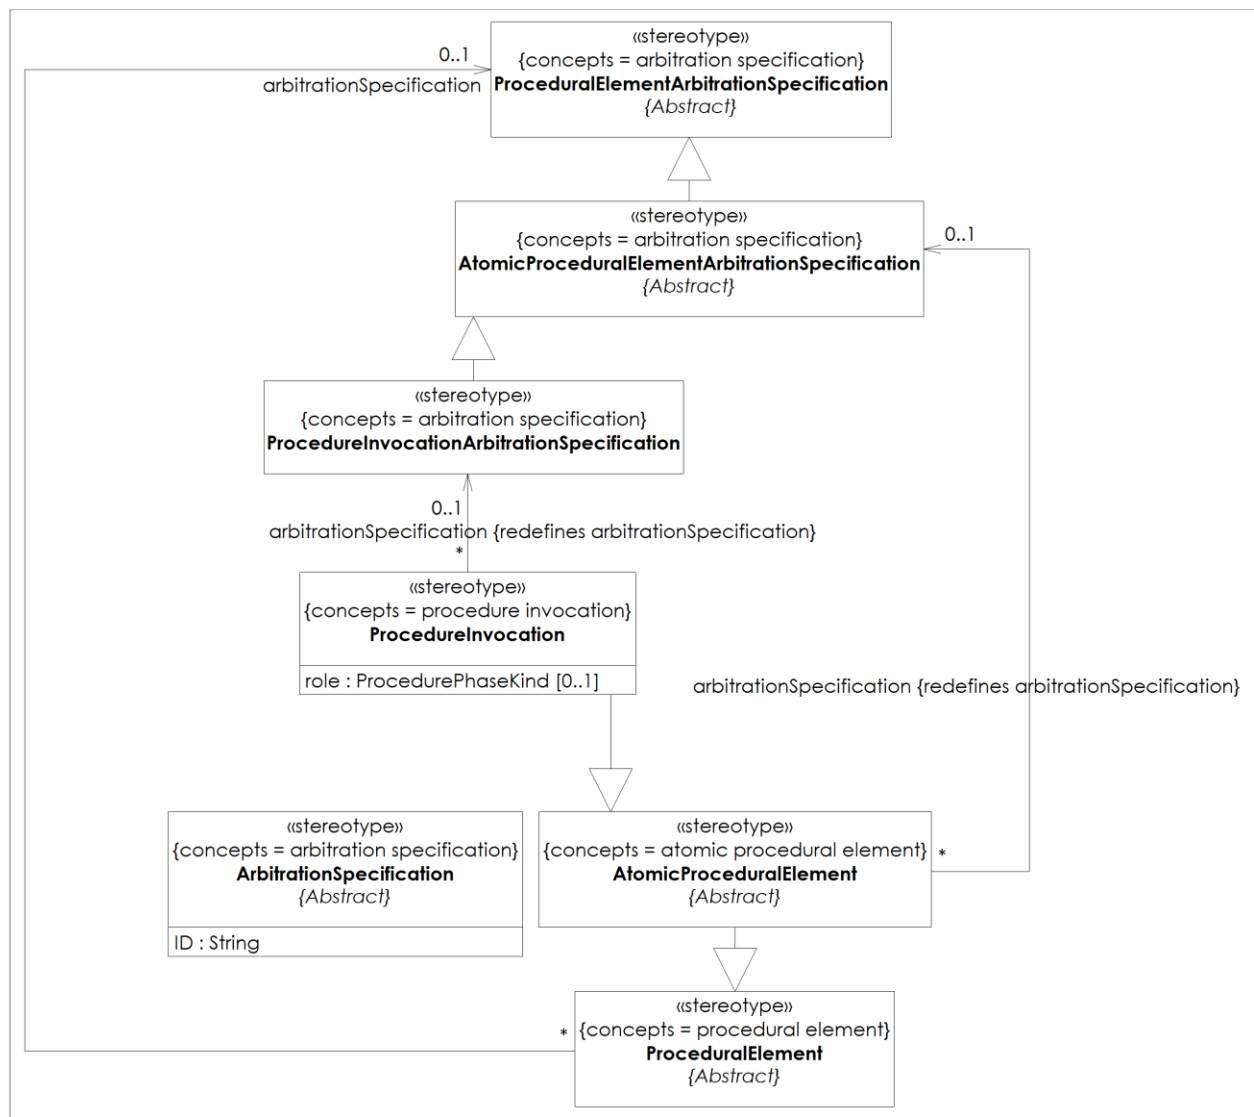 «stereotype»
{concepts = arbitration specification}
ProceduralElementArbitrationSpecification
{Abstract}
0..1
arbitrationSpecification
«stereotype»
{concepts = arbitration specification}
AtomicProceduralElementArbitrationSpecification
{Abstract}
0..1
«stereotype»
{concepts = arbitration specification}
ProcedureInvocationArbitrationSpecification
0..1
arbitrationSpecification {redefines arbitrationSpecification}
*
«stereotype»
{concepts = procedure invocation}
ProcedureInvocation
role : ProcedurePhaseKind [0..1]
arbitrationSpecification {redefines arbitrationSpecification}
«stereotype»
{concepts = arbitration specification}
ArbitrationSpecification
{Abstract}
ID : String
«stereotype»
{concepts = atomic procedural element}
AtomicProceduralElement
{Abstract}
*
«stereotype»
{concepts = procedural element}
ProceduralElement
{Abstract}
*